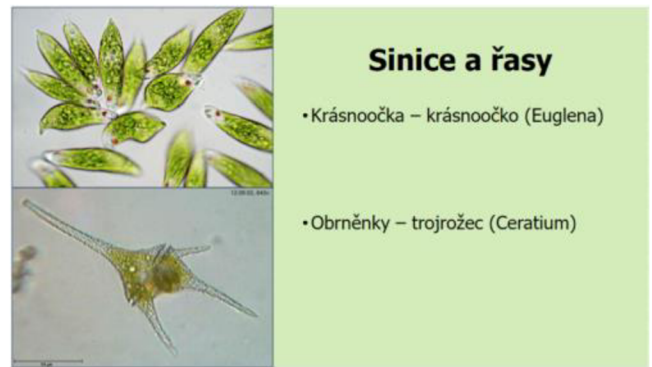 Sinice a řasy
• Krásnoočka – krásnoočko (Euglena)
• Obrněnky – trojrožec (Ceratium)